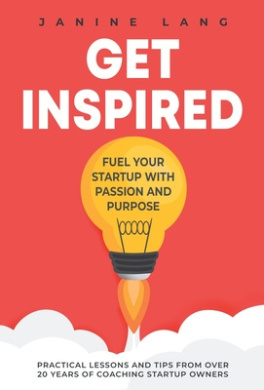 JANINE LANG
GET
INSPIRED
FUEL YOUR
STARTUP WITH
PASSION AND
PURPOSE
PRACTICAL LESSONS AND TIPS FROM OVER
20 YEARS OF COACHING STARTUP OWNERS